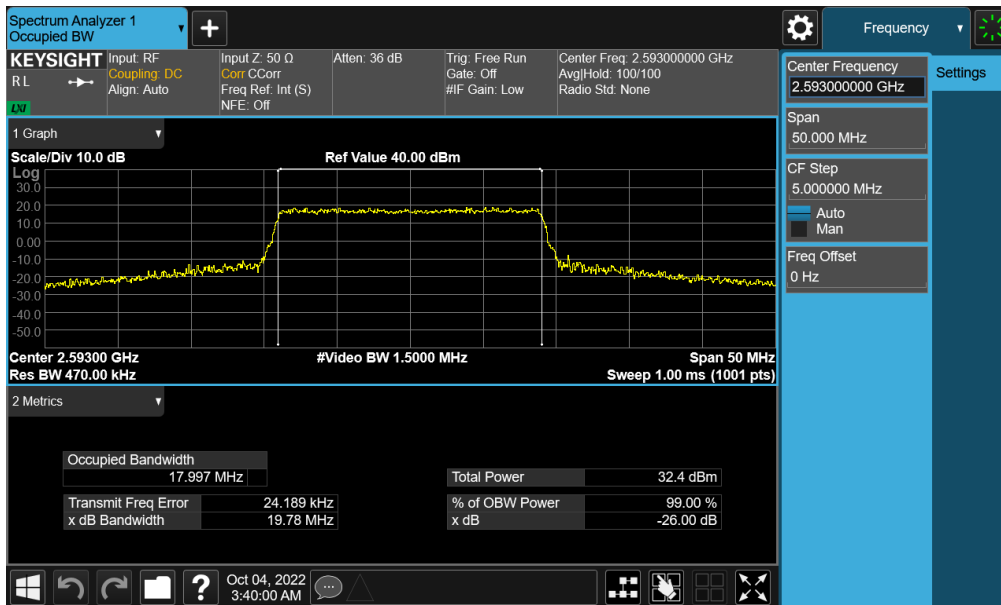 Spectrum Analyzer 1
Occupied BW
Frequency
KEYSIGHT
R L
LXI
Input: RF
Coupling: DC
Align: Auto
Input Z: 50 Ω
Corr CCorr
Freq Ref: Int (S)
NFE: Off
Atten: 36 dB
Trig: Free Run
Gate: Off
#IF Gain: Low
Center Freq: 2.593000000 GHz
Avg|Hold: 100/100
Radio Std: None
Center Frequency
2.593000000 GHz
Settings
Span
50.000 MHz
CF Step
5.000000 MHz
Auto
Man
Freq Offset
0 Hz
1 Graph
Scale/Div 10.0 dB
Ref Value 40.00 dBm
Log
30.0
20.0
10.0
0.00
-10.0
-20.0
-30.0
-40.0
-50.0
Center 2.59300 GHz
#Video BW 1.5000 MHz
Span 50 MHz
Res BW 470.00 kHz
Sweep 1.00 ms (1001 pts)
2 Metrics
Occupied Bandwidth
17.997 MHz
Total Power 32.4 dBm
Transmit Freq Error 24.189 kHz
% of OBW Power 99.00 %
x dB Bandwidth 19.78 MHz
x dB -26.00 dB
?
Oct 04, 2022
3:40:00 AM